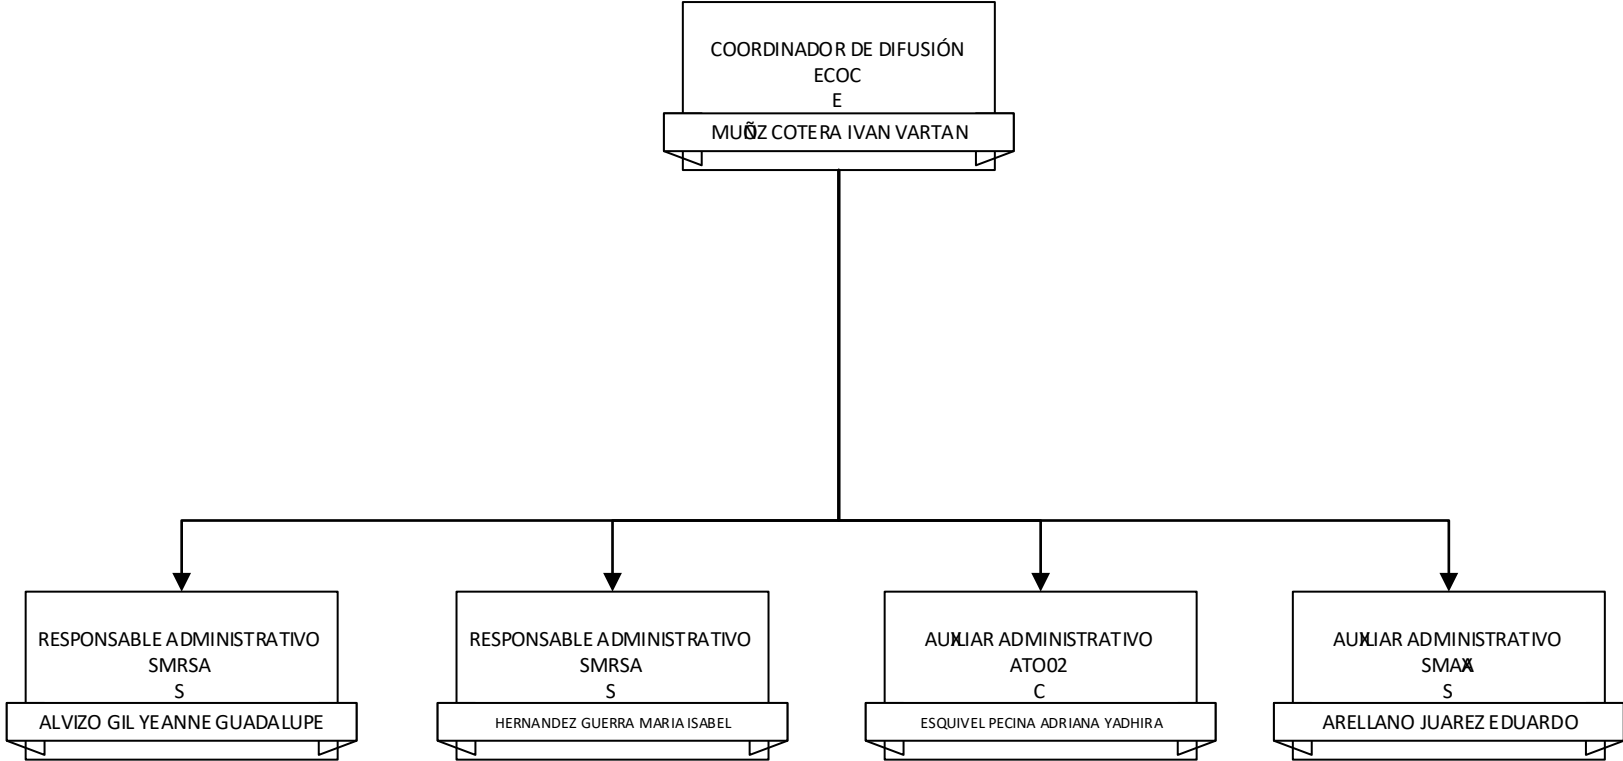 COORDINADOR DE DIFUSIÓN
ECOC
E
MUÑOZ COTERA IVAN VARTAN
RESPONSABLE ADMINISTRATIVO
SMRSA
S
ALVIZO GIL YEANNE GUADALUPE
RESPONSABLE ADMINISTRATIVO
SMRSA
S
HERNANDEZ GUERRA MARIA ISABEL
AUXILIAR ADMINISTRATIVO
ATO02
C
ESQUIVEL PECINA ADRIANA YADHIRA
AUXILIAR ADMINISTRATIVO
SMAXA
S
ARELLANO JUAREZ EDUARDO